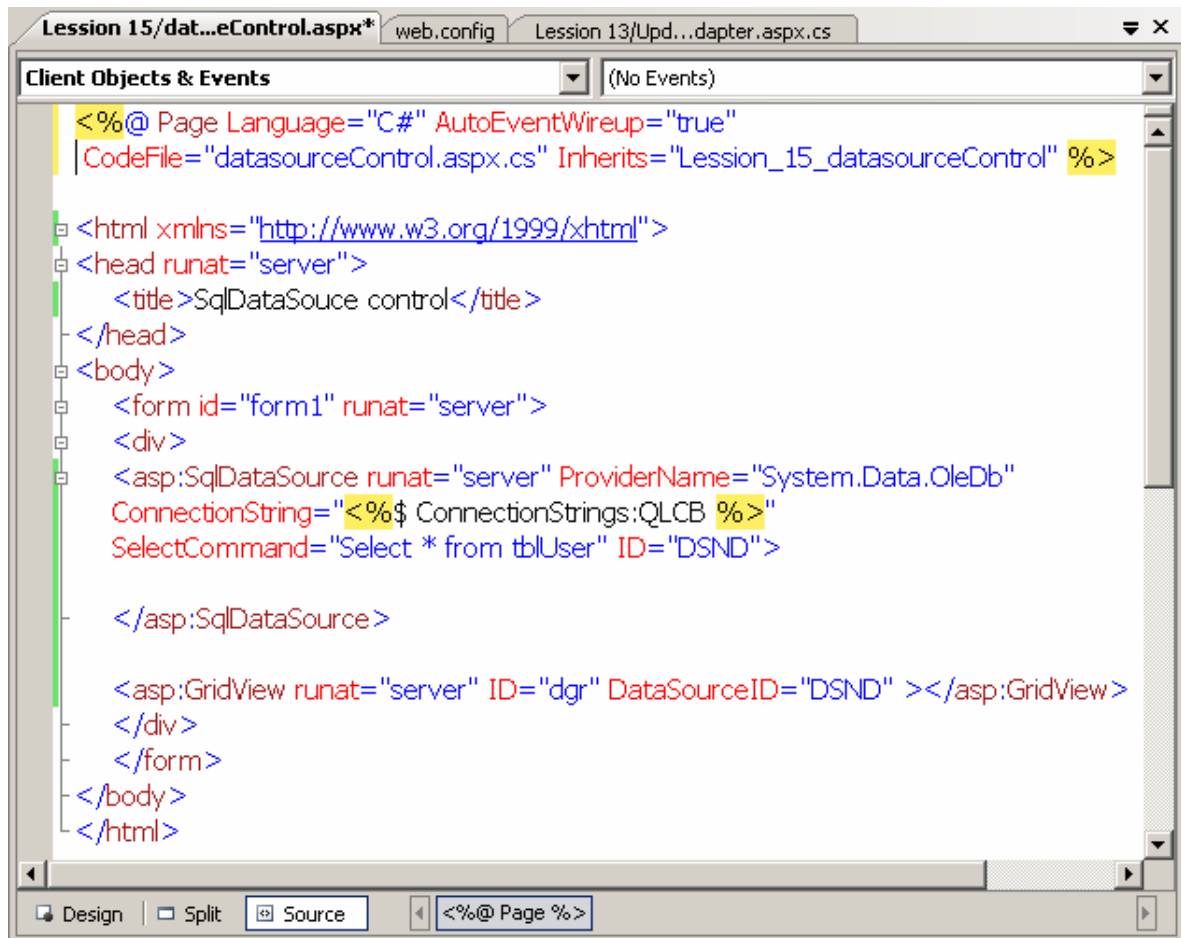 Lession 15/dat...eControl.aspx* web.config Lession 13/Upd...dapter.aspx.cs
Client Objects & Events (No Events)
<%@ Page Language="C#" AutoEventWireup="true"
CodeFile="datasourceControl.aspx.cs" Inherits="Lession_15_datasourceControl" %>
<html xmlns="http://www.w3.org/1999/xhtml">
<head runat="server">
<title>SqlDataSouce control</title>
</head>
<body>
<form id="form1" runat="server">
<div>
<asp:SqlDataSource runat="server" ProviderName="System.Data.OleDb"
ConnectionString="<%$ ConnectionStrings:QLCB %>"
SelectCommand="Select * from tblUser" ID="DSND">
</asp:SqlDataSource>
<asp:GridView runat="server" ID="dgr" DataSourceID="DSND" ></asp:GridView>
</div>
</form>
</body>
</html>
Design Split Source <%@ Page %>